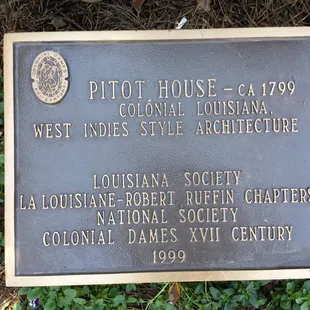 PITOT HOUSE – CA 1799
COLONIAL LOUISIANA,
WEST INDIES STYLE ARCHITECTURE
LOUISIANA SOCIETY
LA LOUISIANE-ROBERT RUFFIN CHAPTERS
NATIONAL SOCIETY
COLONIAL DAMES XVII CENTURY
1999